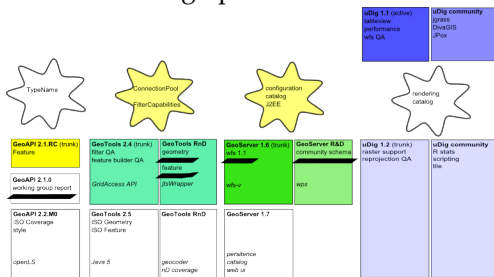 uDig 1.1 (active)
tableview
performance
wfs QA
uDig community
jgrass
DivaGIS
JPox
TypeName
ConnectionPool
FilterCapabilities
configuration
catalog
J2EE
rendering
catalog
GeoAPI 2.1.RC (trunk)
Feature
GeoAPI 2.1.0
working group report
GeoAPI 2.2.M0
ISO Coverage
style
openLS
GeoTools 2.4 (trunk)
filter QA
feature builder QA
GridAccess API
GeoTools RnD
geometry
feature
jtsWrapper
GeoTools 2.5
ISO Geometry
ISO Feature
Java 5
GeoTools RnD
geocoder
nD coverage
GeoServer 1.6 (trunk)
wfs 1.1
wfs-v
GeoServer R&D
community schema
wps
GeoServer 1.7
persitence
catalog
web ui
uDig 1.2 (trunk)
raster support
reprojection QA
uDig community
R stats
scripting
tile